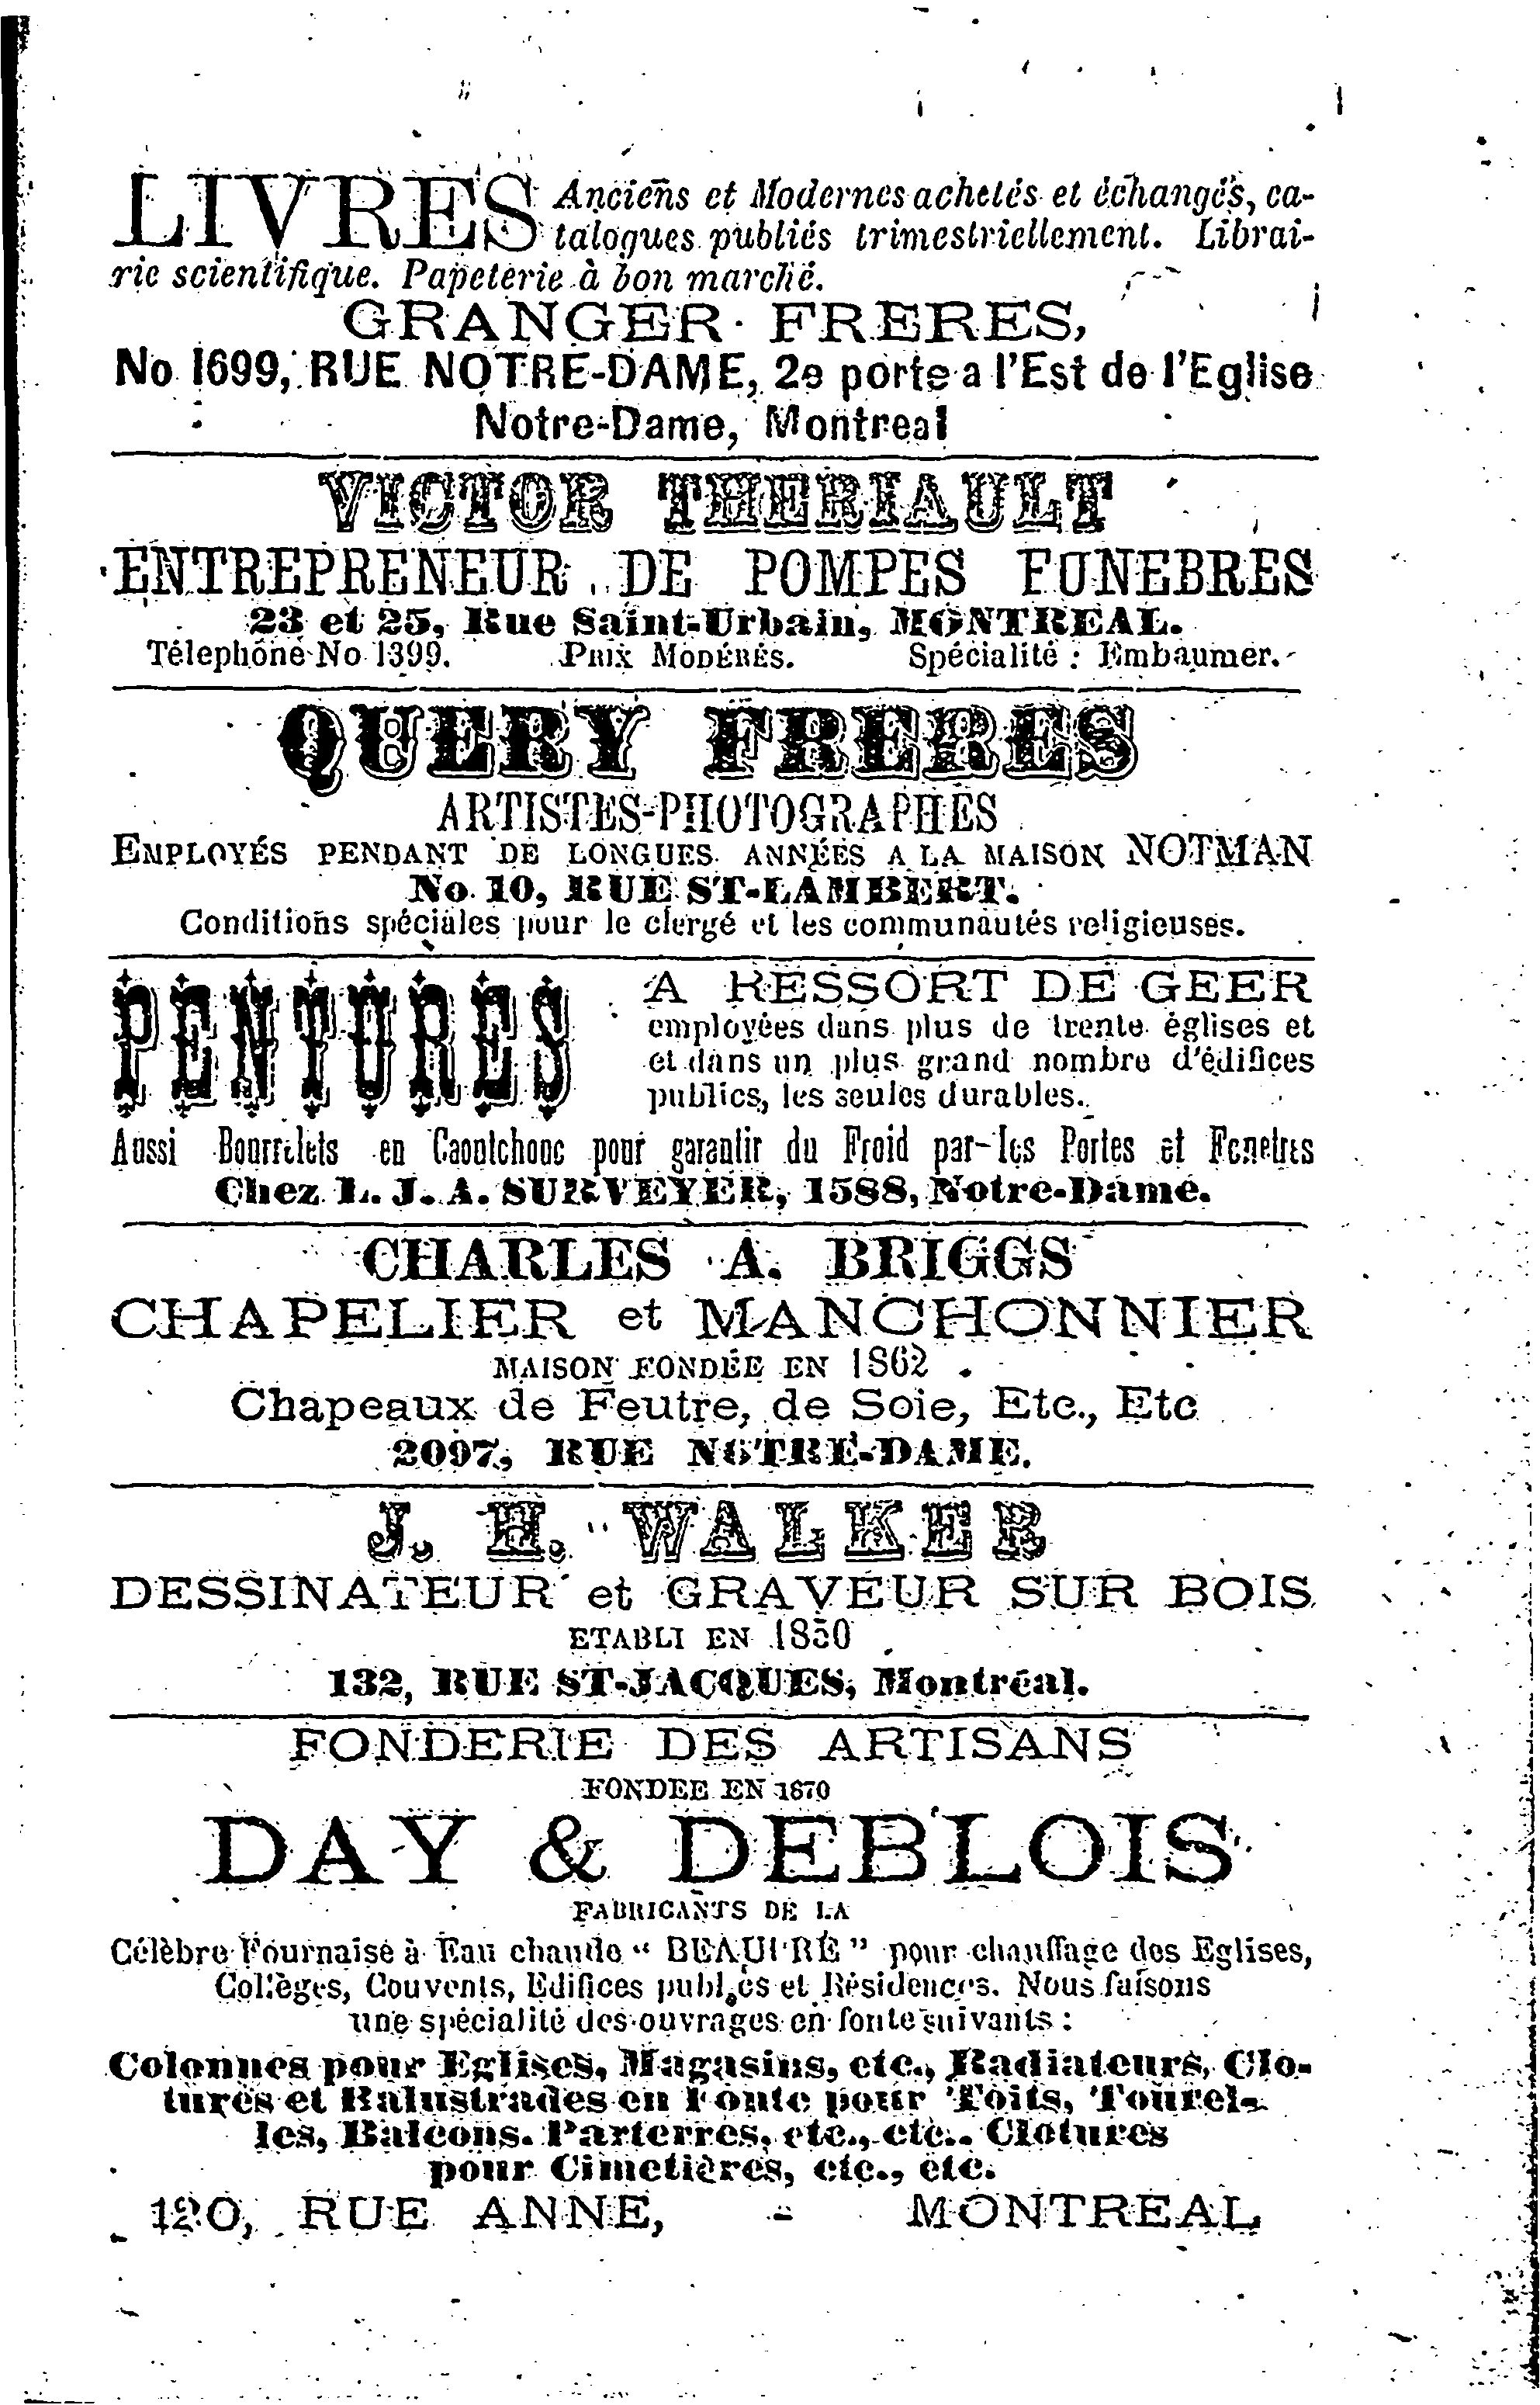 LIVRES Anciens et Modernes achetés et échangés, ca-
talogues publiés trimestriellement. Librai-
rie scientifique. Papeterie à bon marché.
GRANGER FRERES,
No 1699, RUE NOTRE-DAME, 2e porte a l'Est de l'Eglise
Notre-Dame, Montreal
VICTOR THERIAULT
ENTREPRENEUR DE POMPES FUNEBRES
23 et 25, Rue Saint-Urbain, MONTREAL.
Télephone No 1399. PRIX MODÉRÉS. Spécialité : Embaumer.
QUERY FRERES
ARTISTES-PHOTOGRAPHES
EMPLOYÉS PENDANT DE LONGUES ANNÉES A LA MAISON NOTMAN
No. 10, RUE ST-LAMBERT.
Conditions spéciales pour le clergé et les communautés religieuses.
PENTURES A RESSORT DE GEER
employées dans plus de trente églises et
et dans un plus grand nombre d'édifices
publics, les seules durables.
Aussi Bourrelets en Caoutchouc pour garantir du Froid par les Portes et Fenetres
Chez L. J. A. SURVEYER, 1588, Notre-Dame.
CHARLES A. BRIGGS
CHAPELIER et MANCHONNIER
MAISON FONDÉE EN 1862
Chapeaux de Feutre, de Soie, Etc., Etc
2097, RUE NOTRE-DAME.
J. H. WALKER
DESSINATEUR et GRAVEUR SUR BOIS
ETABLI EN 1850
132, RUE ST-JACQUES, Montréal.
FONDERIE DES ARTISANS
FONDEE EN 1870
DAY & DEBLOIS
FABRICANTS DE LA
Célèbre Fournaise à Eau chaude " BEAUPRÉ " pour chauffage des Eglises,
Collèges, Couvents, Edifices publics et Résidences. Nous faisons
une spécialité des ouvrages en fonte suivants :
Colonnes pour Eglises, Magasins, etc., Radiateurs, Clo-
tures et Balustrades en Fonte pour Toits, Tourel-
les, Balcons. Parterres, etc., etc.. Clotures
pour Cimetières, etc., etc.
120, RUE ANNE, - MONTREAL